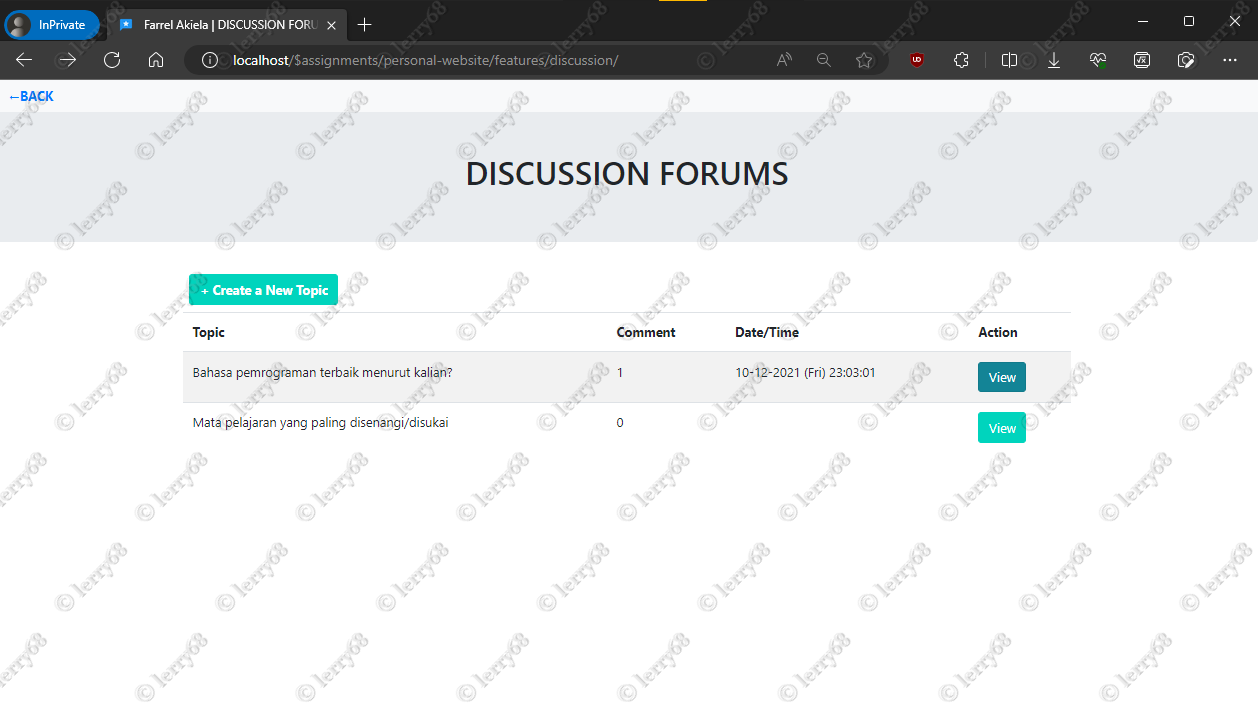 InPrivate
Farrel Akiela | DISCUSSION FORU
localhost/$assignments/personal-website/features/discussion/
←BACK
DISCUSSION FORUMS
+ Create a New Topic
Topic Comment Date/Time Action
Bahasa pemrograman terbaik menurut kalian? 1 10-12-2021 (Fri) 23:03:01 View
Mata pelajaran yang paling disenangi/disukai 0 View
© lerry68